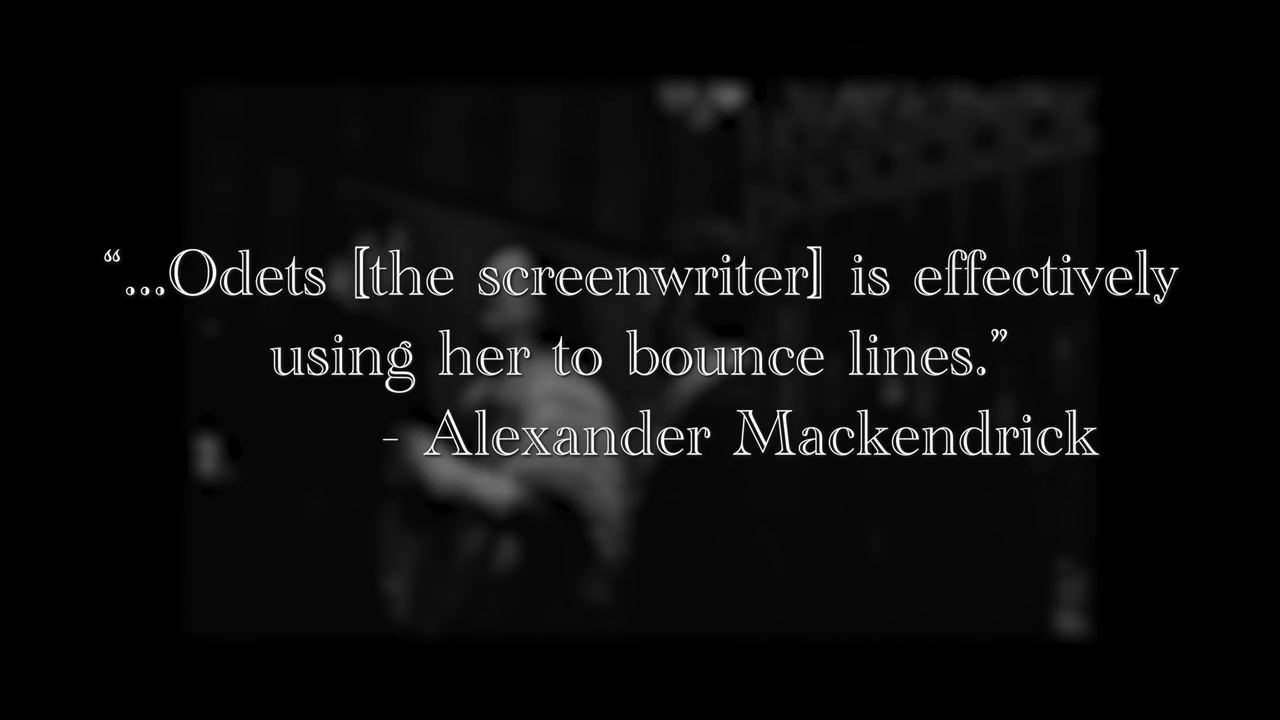 “...Odets [the screenwriter] is effectively
using her to bounce lines.”
- Alexander Mackendrick